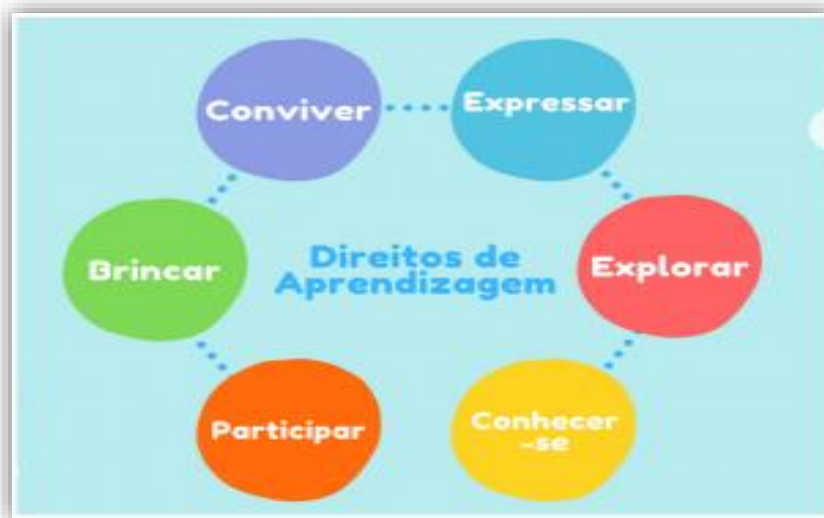 Conviver
Expressar
Brincar
Direitos de
Aprendizagem
Explorar
Participar
Conhecer
-se